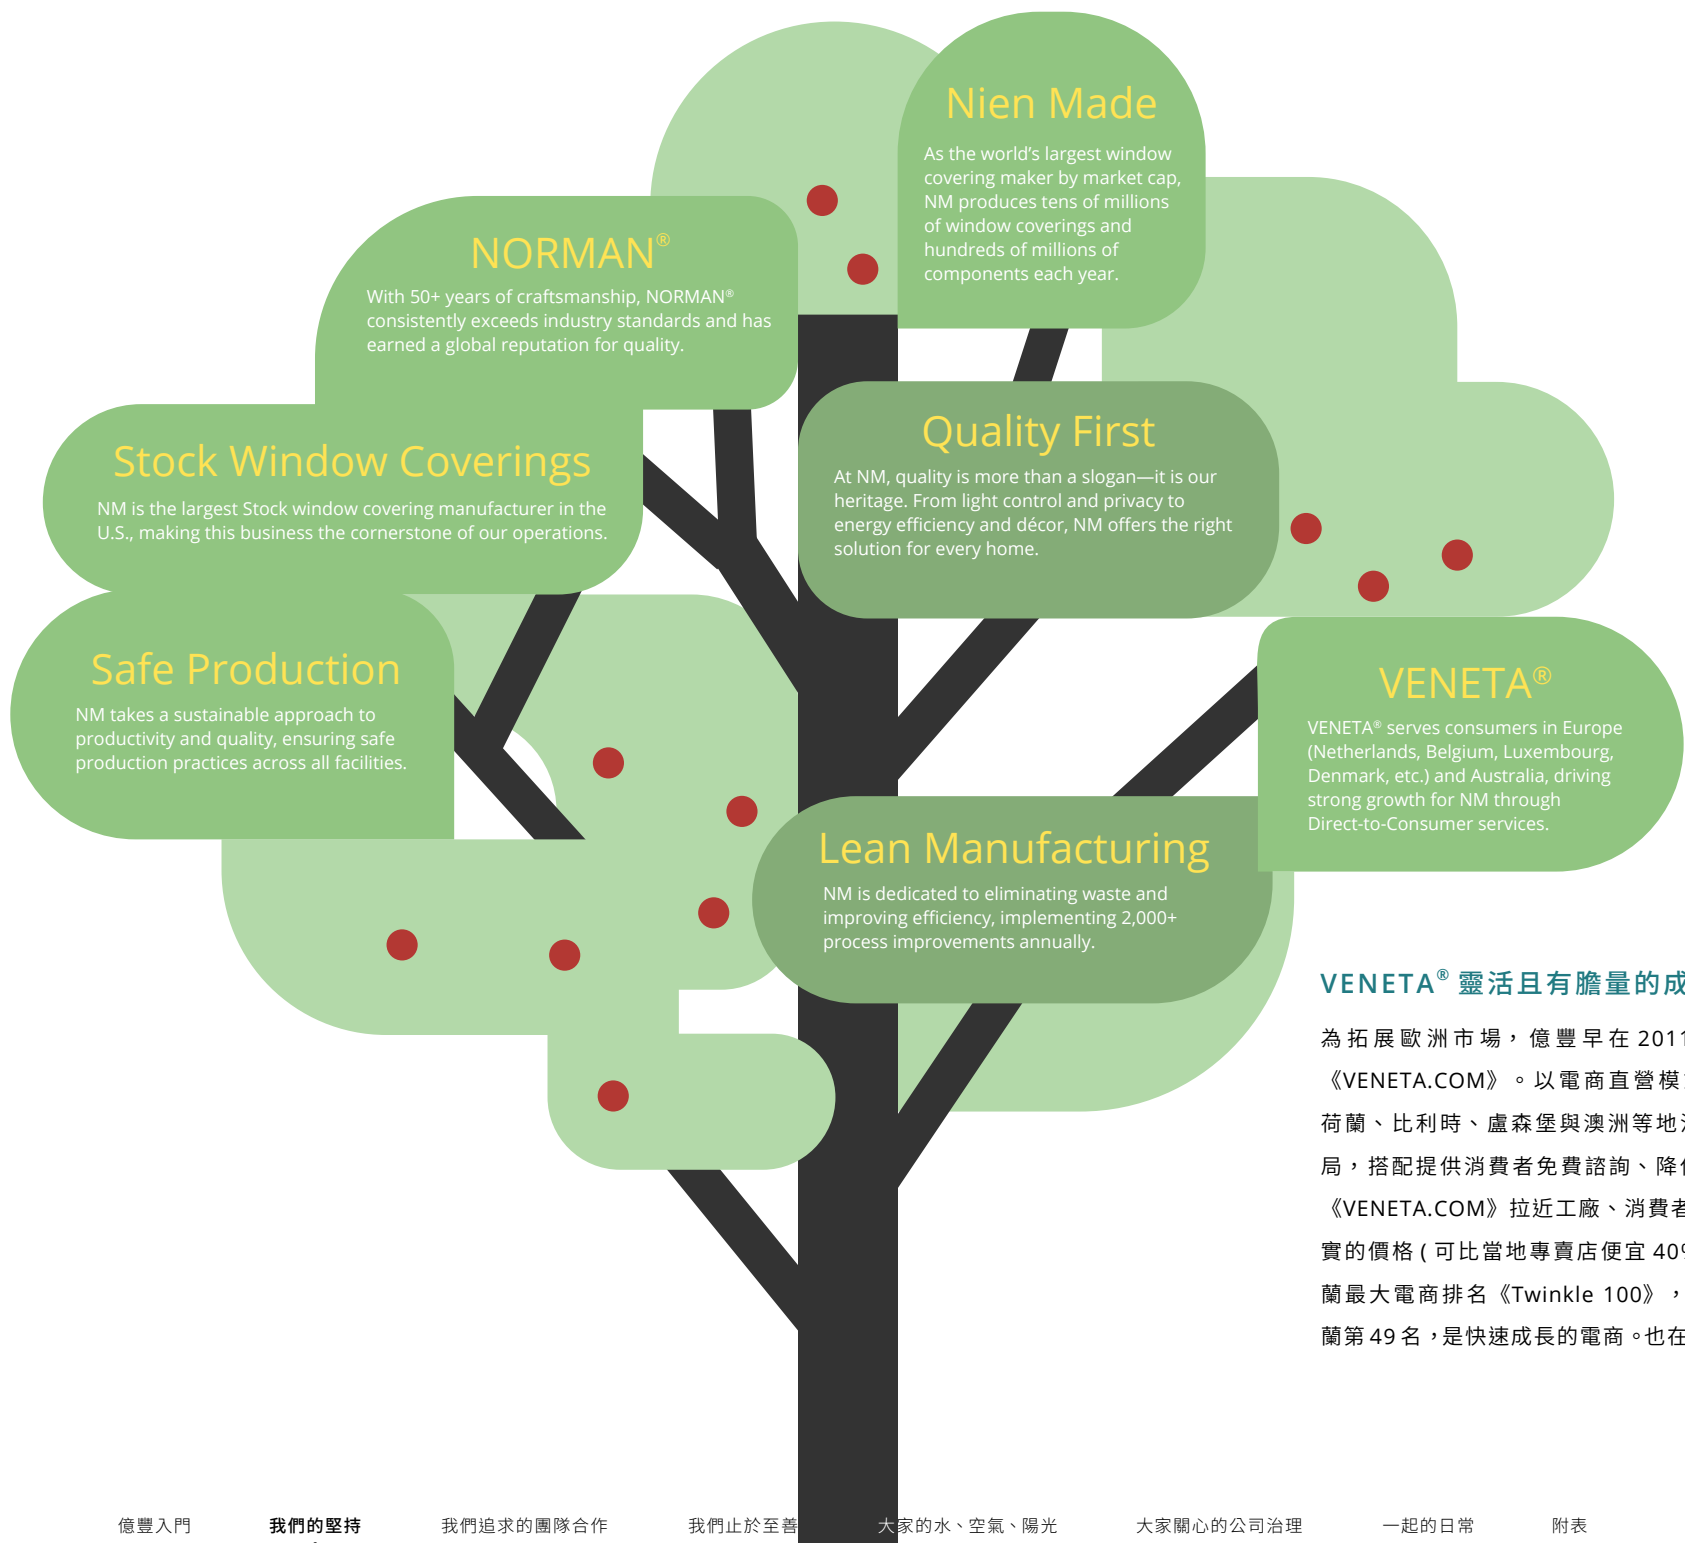 Nien Made
As the world's largest window
covering maker by market cap,
NM produces tens of millions
of window coverings and
hundreds of millions of
components each year.
NORMAN®
With 50+ years of craftsmanship, NORMAN®
consistently exceeds industry standards and has
earned a global reputation for quality.
Stock Window Coverings
NM is the largest Stock window covering manufacturer in the
U.S., making this business the cornerstone of our operations.
Quality First
At NM, quality is more than a slogan—it is our
heritage. From light control and privacy to
energy efficiency and décor, NM offers the right
solution for every home.
Safe Production
NM takes a sustainable approach to
productivity and quality, ensuring safe
production practices across all facilities.
VENETA®
VENETA® serves consumers in Europe
(Netherlands, Belgium, Luxembourg,
Denmark, etc.) and Australia, driving
strong growth for NM through
Direct-to-Consumer services.
Lean Manufacturing
NM is dedicated to eliminating waste and
improving efficiency, implementing 2,000+
process improvements annually.
VENETA® 靈活且有膽量的成
為拓展歐洲市場，億豐早在 2011
《VENETA.COM》。以電商直營模
荷蘭、比利時、盧森堡與澳洲等地
局，搭配提供消費者免費諮詢、降
《VENETA.COM》拉近工廠、消費者
實的價格 ( 可比當地專賣店便宜 40%
蘭最大電商排名《Twinkle 100》，
蘭第 49 名，是快速成長的電商。也在
億豐入門
我們的堅持
我們追求的團隊合作
我們止於至善
大家的水、空氣、陽光
大家關心的公司治理
一起的日常
附表